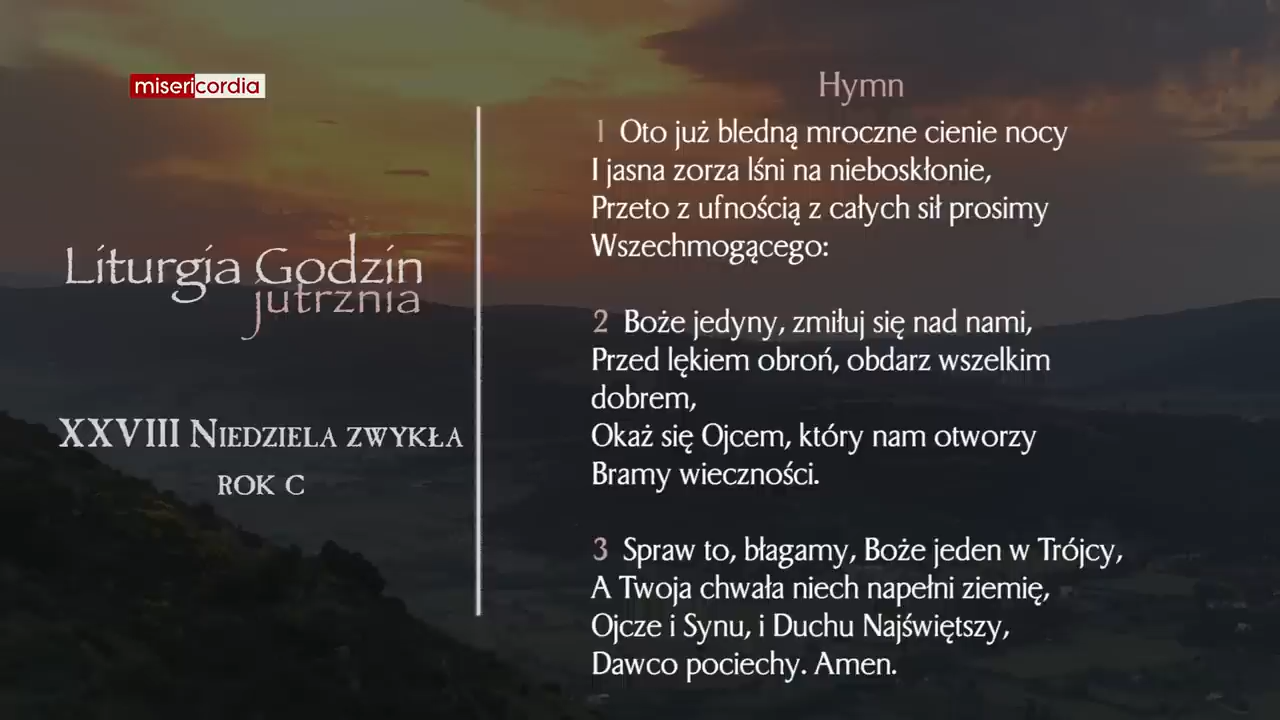 misericordia
Liturgia Godzin
jutrznia
XXVIII Niedziela zwykła
rok C
Hymn
1 Oto już bledną mroczne cienie nocy
I jasna zorza lśni na nieboskłonie,
Przeto z ufnością z całych sił prosimy
Wszechmogącego:
2 Boże jedyny, zmiłuj się nad nami,
Przed lękiem obroń, obdarz wszelkim
dobrem,
Okaż się Ojcem, który nam otworzy
Bramy wieczności.
3 Spraw to, błagamy, Boże jeden w Trójcy,
A Twoja chwała niech napełni ziemię,
Ojcze i Synu, i Duchu Najświętszy,
Dawco pociechy. Amen.